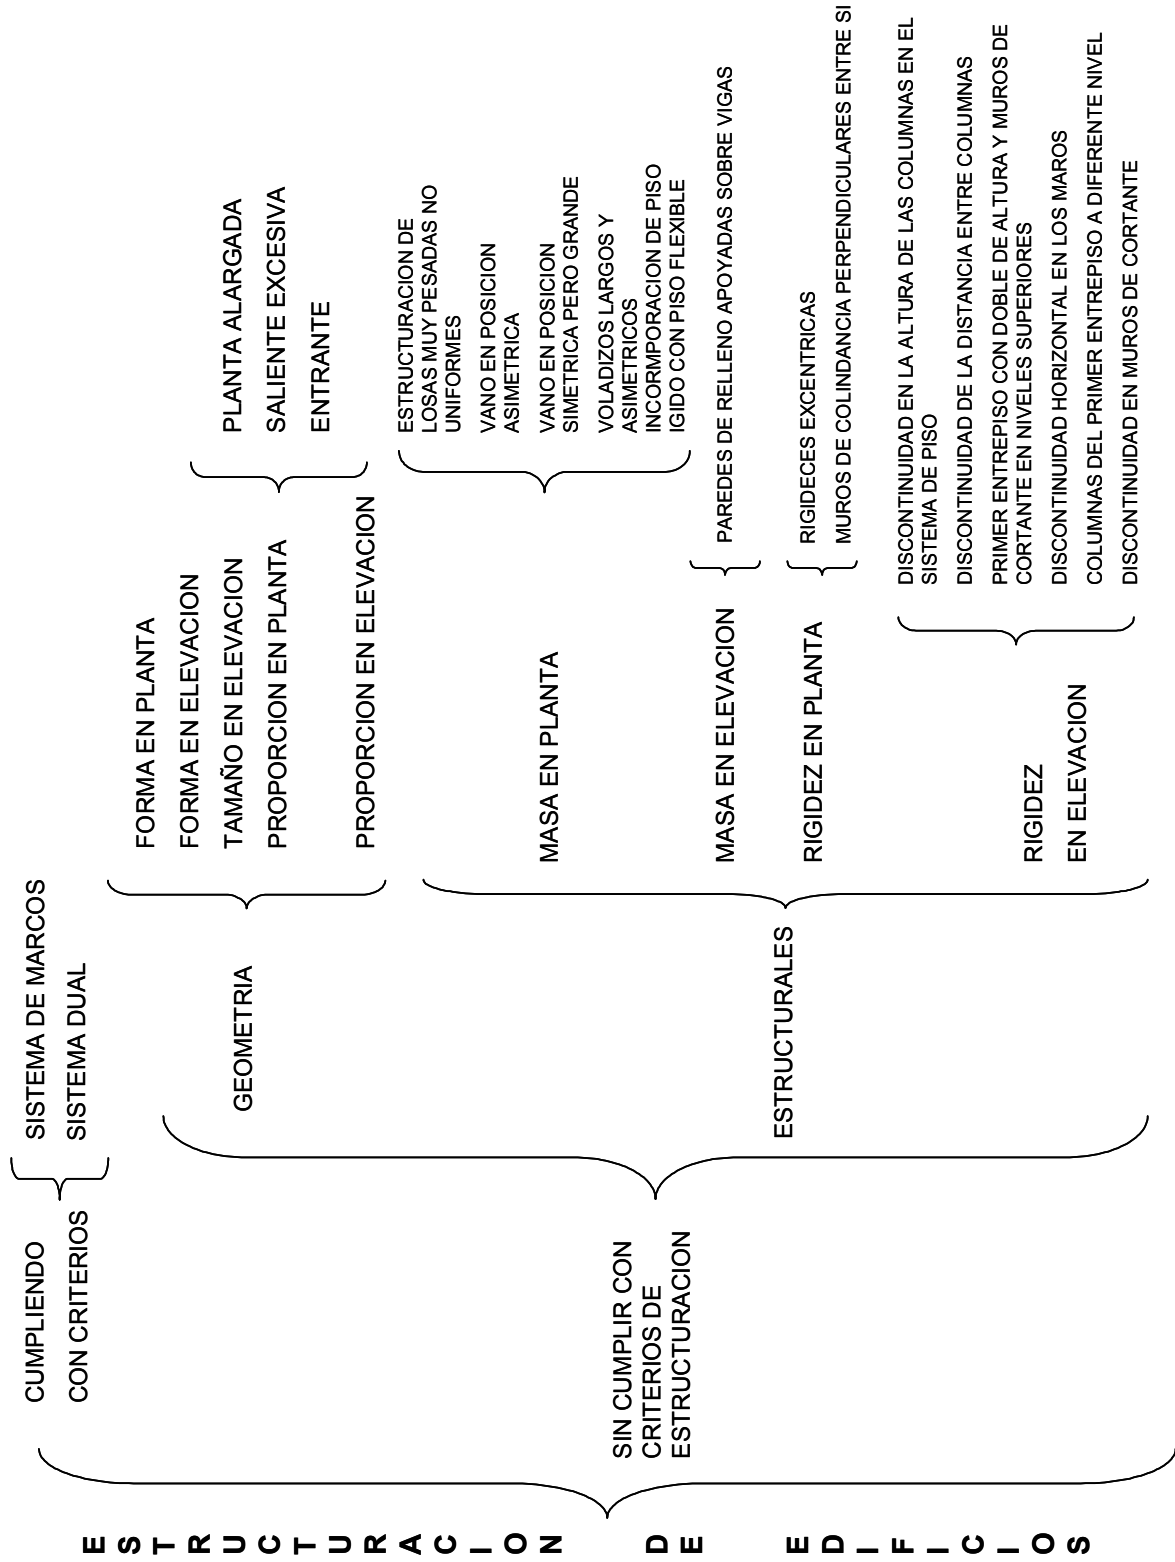 ESTRUCTURACION DE EDIFICIOS
CUMPLIENDO
CON CRITERIOS
SISTEMA DE MARCOS
SISTEMA DUAL
SIN CUMPLIR CON
CRITERIOS DE
ESTRUCTURACION
GEOMETRIA
FORMA EN PLANTA
FORMA EN ELEVACION
TAMAÑO EN ELEVACION
PROPORCION EN PLANTA
PROPORCION EN ELEVACION
PLANTA ALARGADA
SALIENTE EXCESIVA
ENTRANTE
ESTRUCTURALES
MASA EN PLANTA
ESTRUCTURACION DE
LOSAS MUY PESADAS NO
UNIFORMES
VANO EN POSICION
ASIMETRICA
VANO EN POSICION
SIMETRICA PERO GRANDE
VOLADIZOS LARGOS Y
ASIMETRICOS
INCORMPORACION DE PISO
IGIDO CON PISO FLEXIBLE
MASA EN ELEVACION
PAREDES DE RELLENO APOYADAS SOBRE VIGAS
RIGIDEZ EN PLANTA
RIGIDECES EXCENTRICAS
MUROS DE COLINDANCIA PERPENDICULARES ENTRE SI
RIGIDEZ
EN ELEVACION
DISCONTINUIDAD EN LA ALTURA DE LAS COLUMNAS EN EL
SISTEMA DE PISO
DISCONTINUIDAD DE LA DISTANCIA ENTRE COLUMNAS
PRIMER ENTREPISO CON DOBLE DE ALTURA Y MUROS DE
CORTANTE EN NIVELES SUPERIORES
DISCONTINUIDAD HORIZONTAL EN LOS MAROS
COLUMNAS DEL PRIMER ENTREPISO A DIFERENTE NIVEL
DISCONTINUIDAD EN MUROS DE CORTANTE